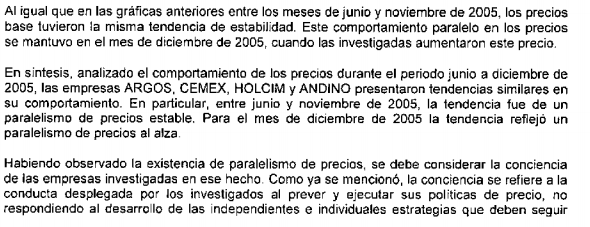 Al igual que en las gráficas anteriores entre los meses de junio y noviembre de 2005, los precios
base tuvieron la misma tendencia de estabilidad. Este comportamiento paralelo en los precios
se mantuvo en el mes de diciembre de 2005, cuando las investigadas aumentaron este precio.
En síntesis, analizado el comportamiento de los precios durante el periodo junio a diciembre de
2005, las empresas ARGOS, CEMEX, HOLCIM y ANDINO presentaron tendencias similares en
su comportamiento. En particular, entre junio y noviembre de 2005, la tendencia fue de un
paralelismo de precios estable. Para el mes de diciembre de 2005 la tendencia reflejó un
paralelismo de precios al alza.
Habiendo observado la existencia de paralelismo de precios, se debe considerar la conciencia
de las empresas investigadas en ese hecho. Como ya se mencionó, la conciencia se refiere a la
conducta desplegada por los investigados al prever y ejecutar sus políticas de precio, no
respondiendo al desarrollo de las independientes e individuales estrategias que deben seguir